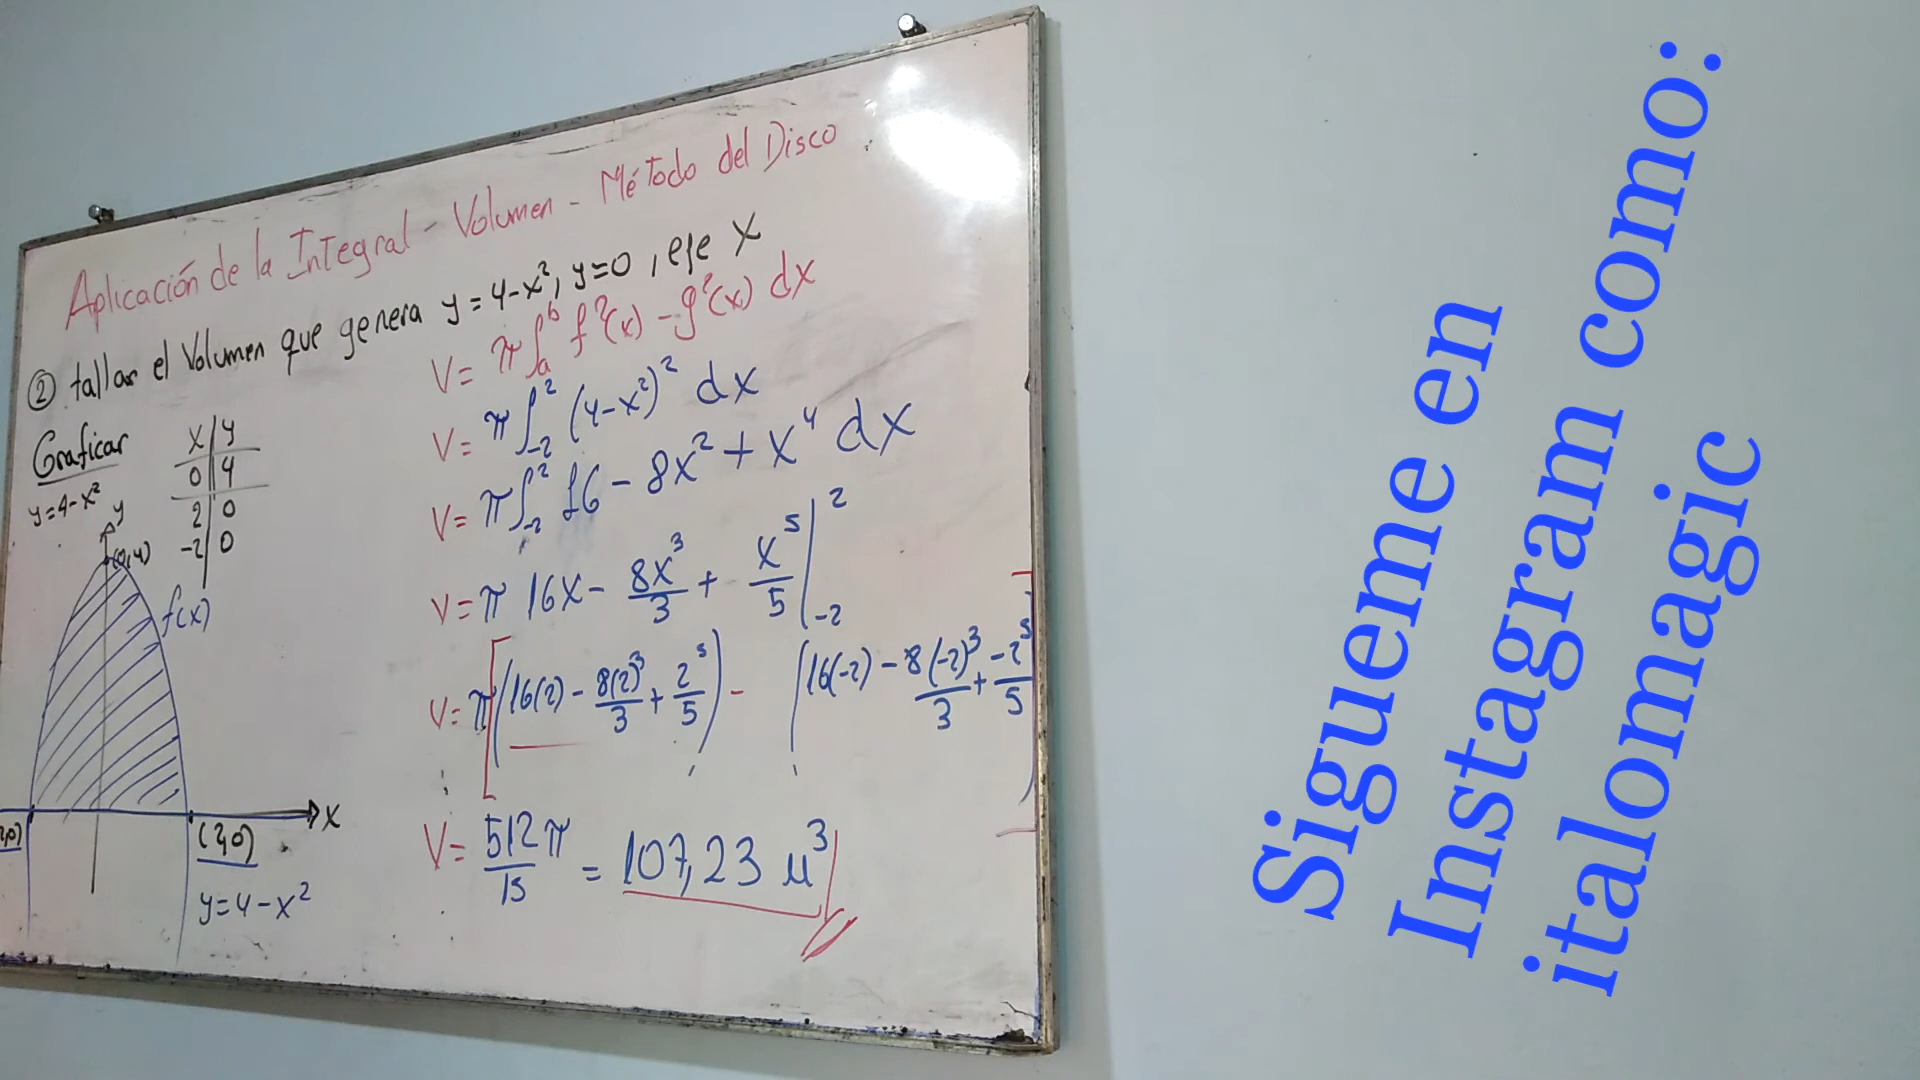 Aplicación de la Integral - Volumen - Método del Disco
② tallar el Volumen que genera y = 4-x², y=0, eje X
Graficar
y=4-x²
x | y
0 | 4
2 | 0
-2 | 0
y
(0,4)
f(x)
x
2,0)
(2,0)
y=4-x²
V= π∫ₐᵇ f²(x) - g²(x) dx
V= π∫₋₂² (4-x²)² dx
V= π∫₋₂² 16 - 8x² + x⁴ dx
V= π 16x - 8x³/3 + x⁵/5 |₋₂²
V= π[(16(2) - 8(2)³/3 + 2⁵/5) - (16(-2) - 8(-2)³/3 + -2⁵/5)]
⋮
V= 512π/15 = 107,23 u³
Sigueme en
Instagram como:
italomagic